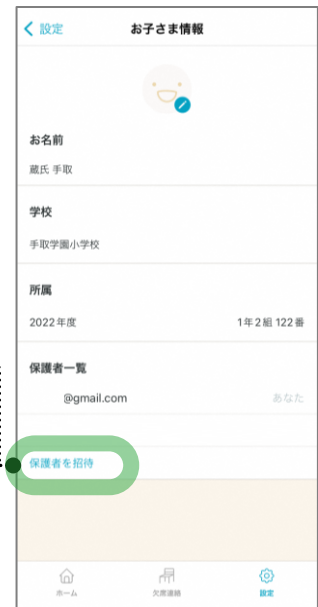 設定 お子さま情報
お名前
蔵氏 手取
学校
手取学園小学校
所属
2022年度 1年2組 122番
保護者一覧
@gmail.com あなた
保護者を招待
ホーム 欠席連絡 設定